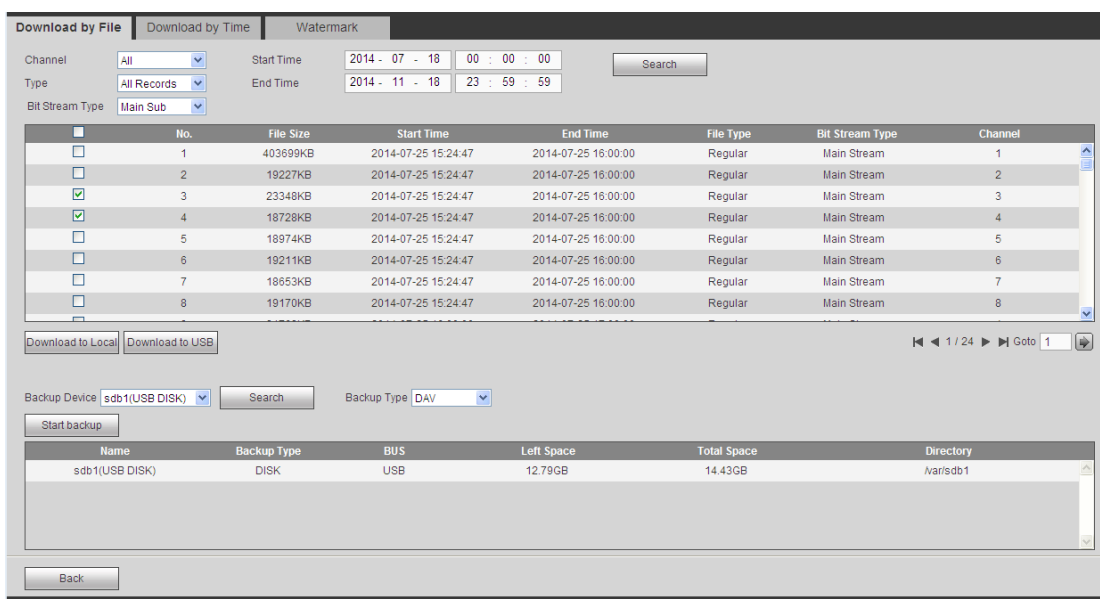 Download by File Download by Time Watermark
Channel All Start Time 2014 - 07 - 18 00 : 00 : 00 Search
Type All Records End Time 2014 - 11 - 18 23 : 59 : 59
Bit Stream Type Main Sub
No. File Size Start Time End Time File Type Bit Stream Type Channel
1 403699KB 2014-07-25 15:24:47 2014-07-25 16:00:00 Regular Main Stream 1
2 19227KB 2014-07-25 15:24:47 2014-07-25 16:00:00 Regular Main Stream 2
3 23348KB 2014-07-25 15:24:47 2014-07-25 16:00:00 Regular Main Stream 3
4 18728KB 2014-07-25 15:24:47 2014-07-25 16:00:00 Regular Main Stream 4
5 18974KB 2014-07-25 15:24:47 2014-07-25 16:00:00 Regular Main Stream 5
6 19211KB 2014-07-25 15:24:47 2014-07-25 16:00:00 Regular Main Stream 6
7 18653KB 2014-07-25 15:24:47 2014-07-25 16:00:00 Regular Main Stream 7
8 19170KB 2014-07-25 15:24:47 2014-07-25 16:00:00 Regular Main Stream 8
Download to Local Download to USB 1 / 24 Goto 1
Backup Device sdb1(USB DISK) Search Backup Type DAV
Start backup
Name Backup Type BUS Left Space Total Space Directory
sdb1(USB DISK) DISK USB 12.79GB 14.43GB /var/sdb1
Back